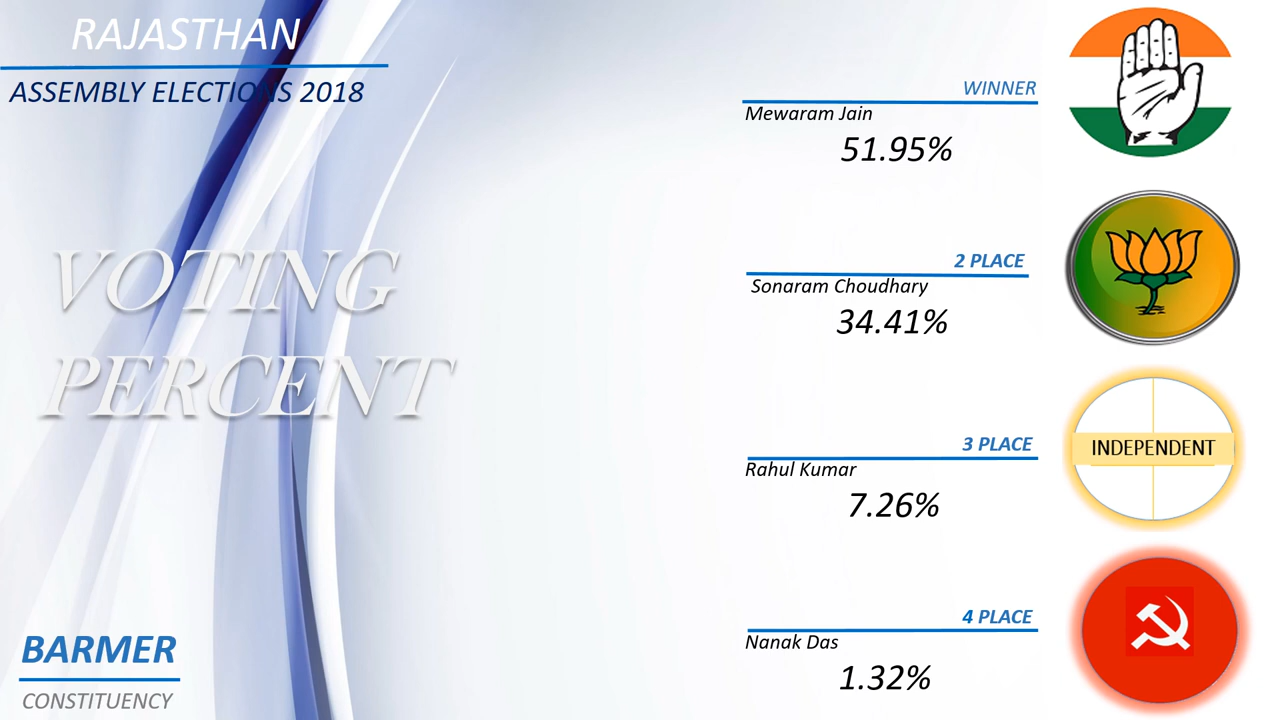 RAJASTHAN
ASSEMBLY ELECTIONS 2018
VOTING
PERCENT
BARMER
CONSTITUENCY
WINNER
Mewaram Jain
51.95%
2 PLACE
Sonaram Choudhary
34.41%
3 PLACE
Rahul Kumar
7.26%
INDEPENDENT
4 PLACE
Nanak Das
1.32%